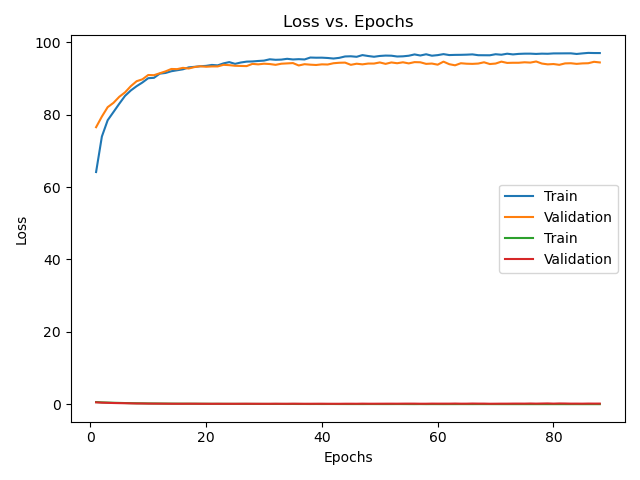 Loss vs. Epochs
100
80
60
40
20
0
Loss
Train
Validation
Train
Validation
0 20 40 60 80
Epochs